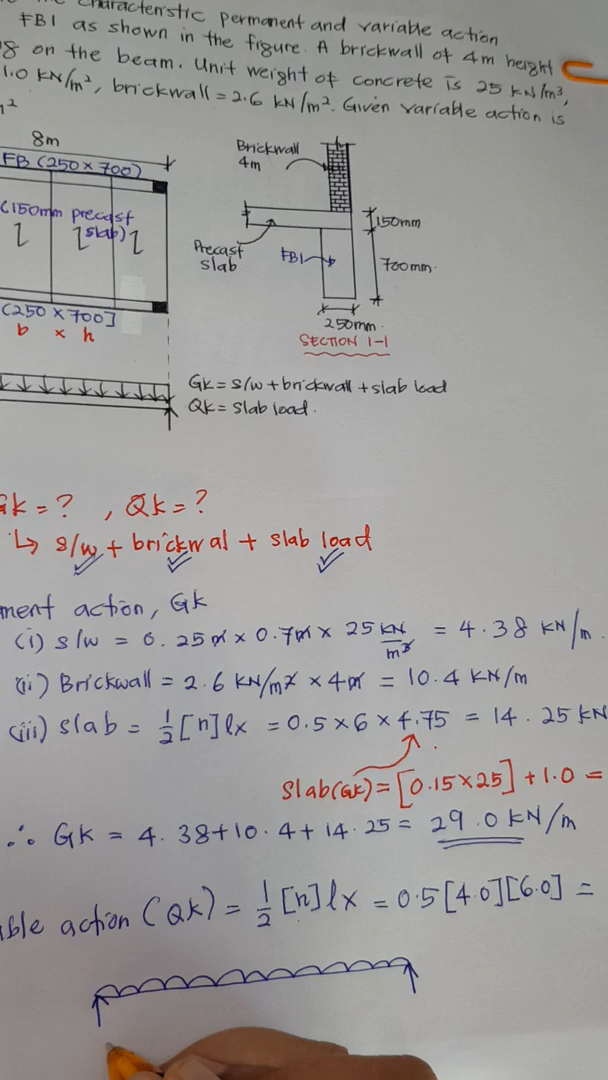 characteristic permanent and variable action
FB1 as shown in the figure. A brickwall of 4m height
on the beam. Unit weight of concrete is 25 kN/m³,
1.0 kN/m², brickwall = 2.6 kN/m². Given variable action is
8m
FB (250 x 700)
(150mm precast
slab)
(250 x 700]
b x h
Brickwall
4m
150mm
Precast
slab
FB1
700mm.
250mm.
SECTION 1-1
Gk = s/w + brickwall + slab load
Qk = slab load.
Gk = ? , Qk = ?
↳ s/w + brickwal + slab load
ment action, Gk
(i) s/w = 0.25m x 0.7m x 25 kN/m³ = 4.38 kN/m.
(ii) Brickwall = 2.6 kN/m² x 4m = 10.4 kN/m
(iii) slab = 1/2 [n] lx = 0.5 x 6 x 4.75 = 14.25 kN
Slab(Gk) = [0.15 x 25] + 1.0 =
∴ Gk = 4.38 + 10.4 + 14.25 = 29.0 kN/m
able action (Qk) = 1/2 [n] lx = 0.5 [4.0] [6.0] =